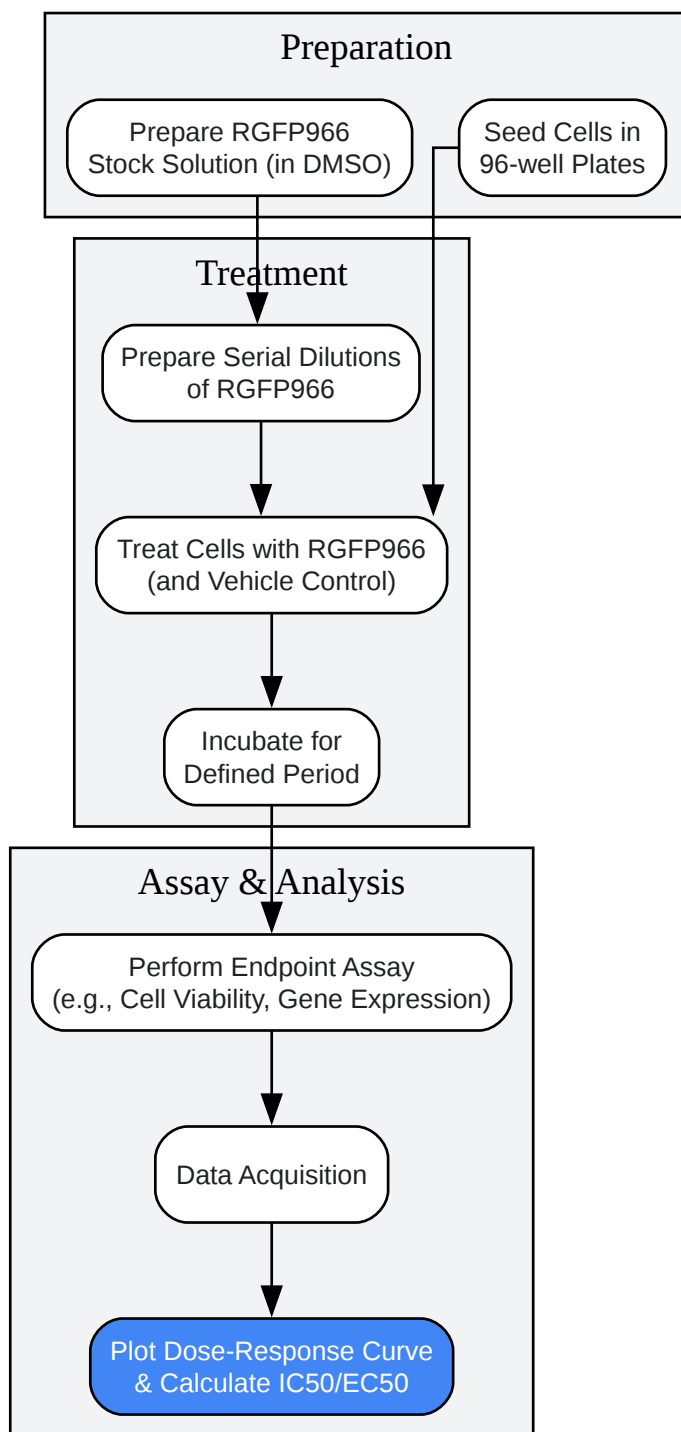 Preparation
Prepare RGFP966
Stock Solution (in DMSO)
Seed Cells in
96-well Plates
Treatment
Prepare Serial Dilutions
of RGFP966
Treat Cells with RGFP966
(and Vehicle Control)
Incubate for
Defined Period
Assay & Analysis
Perform Endpoint Assay
(e.g., Cell Viability, Gene Expression)
Data Acquisition
Plot Dose-Response Curve
& Calculate IC50/EC50